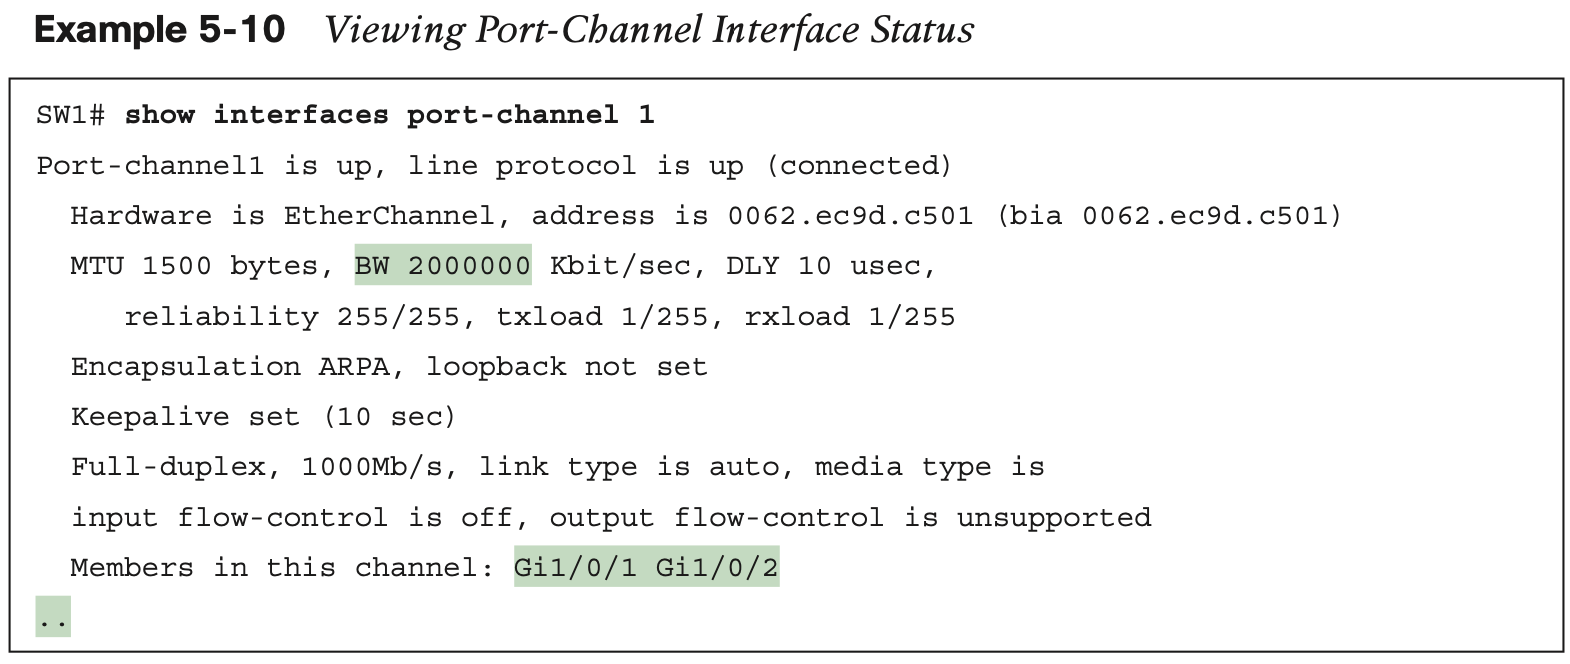 Example 5-10 Viewing Port-Channel Interface Status
SW1# show interfaces port-channel 1
Port-channel1 is up, line protocol is up (connected)
Hardware is EtherChannel, address is 0062.ec9d.c501 (bia 0062.ec9d.c501)
MTU 1500 bytes, BW 2000000 Kbit/sec, DLY 10 usec,
reliability 255/255, txload 1/255, rxload 1/255
Encapsulation ARPA, loopback not set
Keepalive set (10 sec)
Full-duplex, 1000Mb/s, link type is auto, media type is
input flow-control is off, output flow-control is unsupported
Members in this channel: Gi1/0/1 Gi1/0/2
..